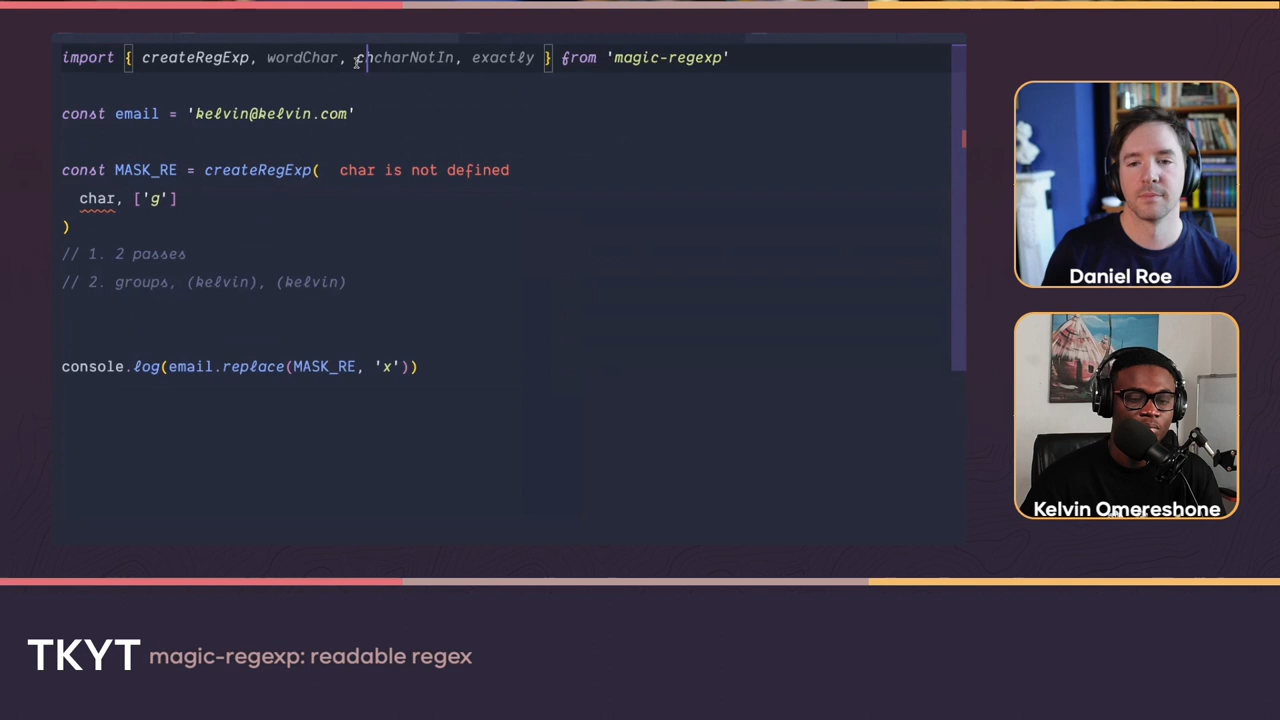 import { createRegExp, wordChar, chcharNotIn, exactly } from 'magic-regexp'
const email = 'kelvin@kelvin.com'
const MASK_RE = createRegExp( char is not defined
char, ['g']
)
// 1. 2 passes
// 2. groups, (kelvin), (kelvin)
console.log(email.replace(MASK_RE, 'x'))
Daniel Roe
Kelvin Omereshone
TKYT magic-regexp: readable regex